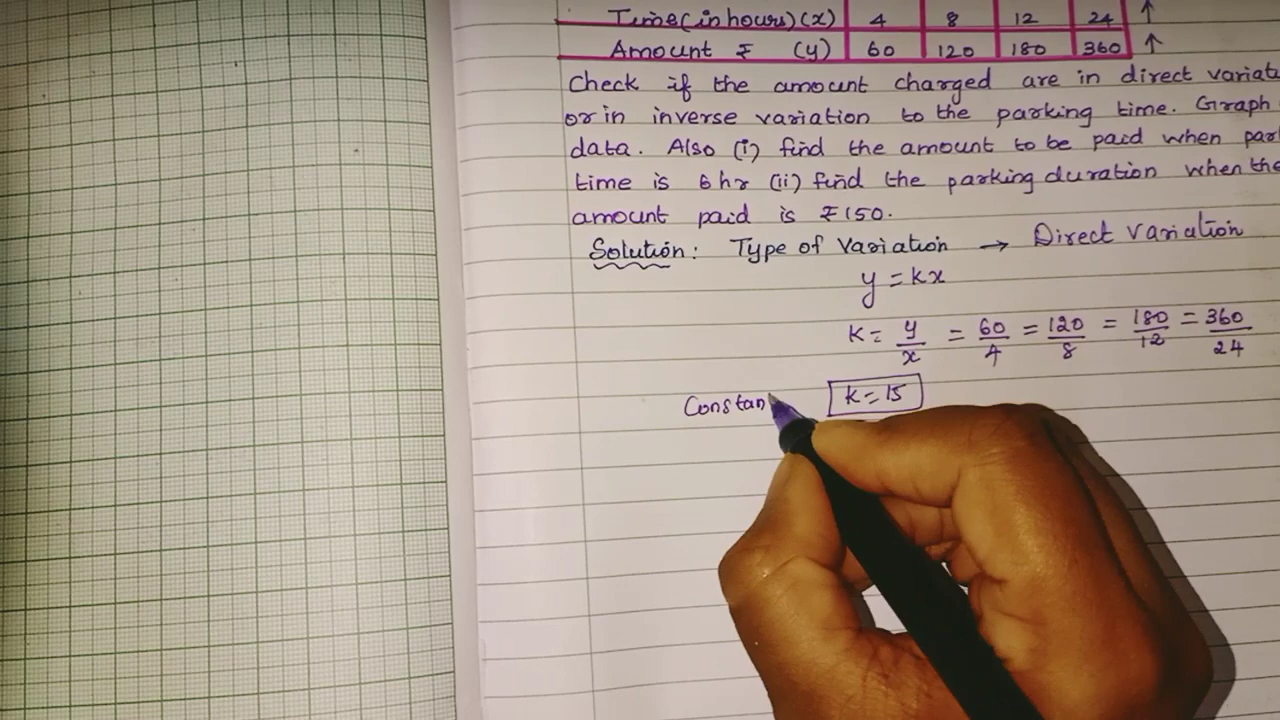 Time (in hours) (x) 4 8 12 24 ↑
Amount ₹ (y) 60 120 180 360 ↑
Check if the amount charged are in direct variat
or in inverse variation to the parking time. Graph
data. Also (i) find the amount to be paid when par
time is 6 hr (ii) find the parking duration when the
amount paid is ₹150.
Solution: Type of Variation → Direct Variation
y = kx
K = y/x = 60/4 = 120/8 = 180/12 = 360/24
Constan k = 15